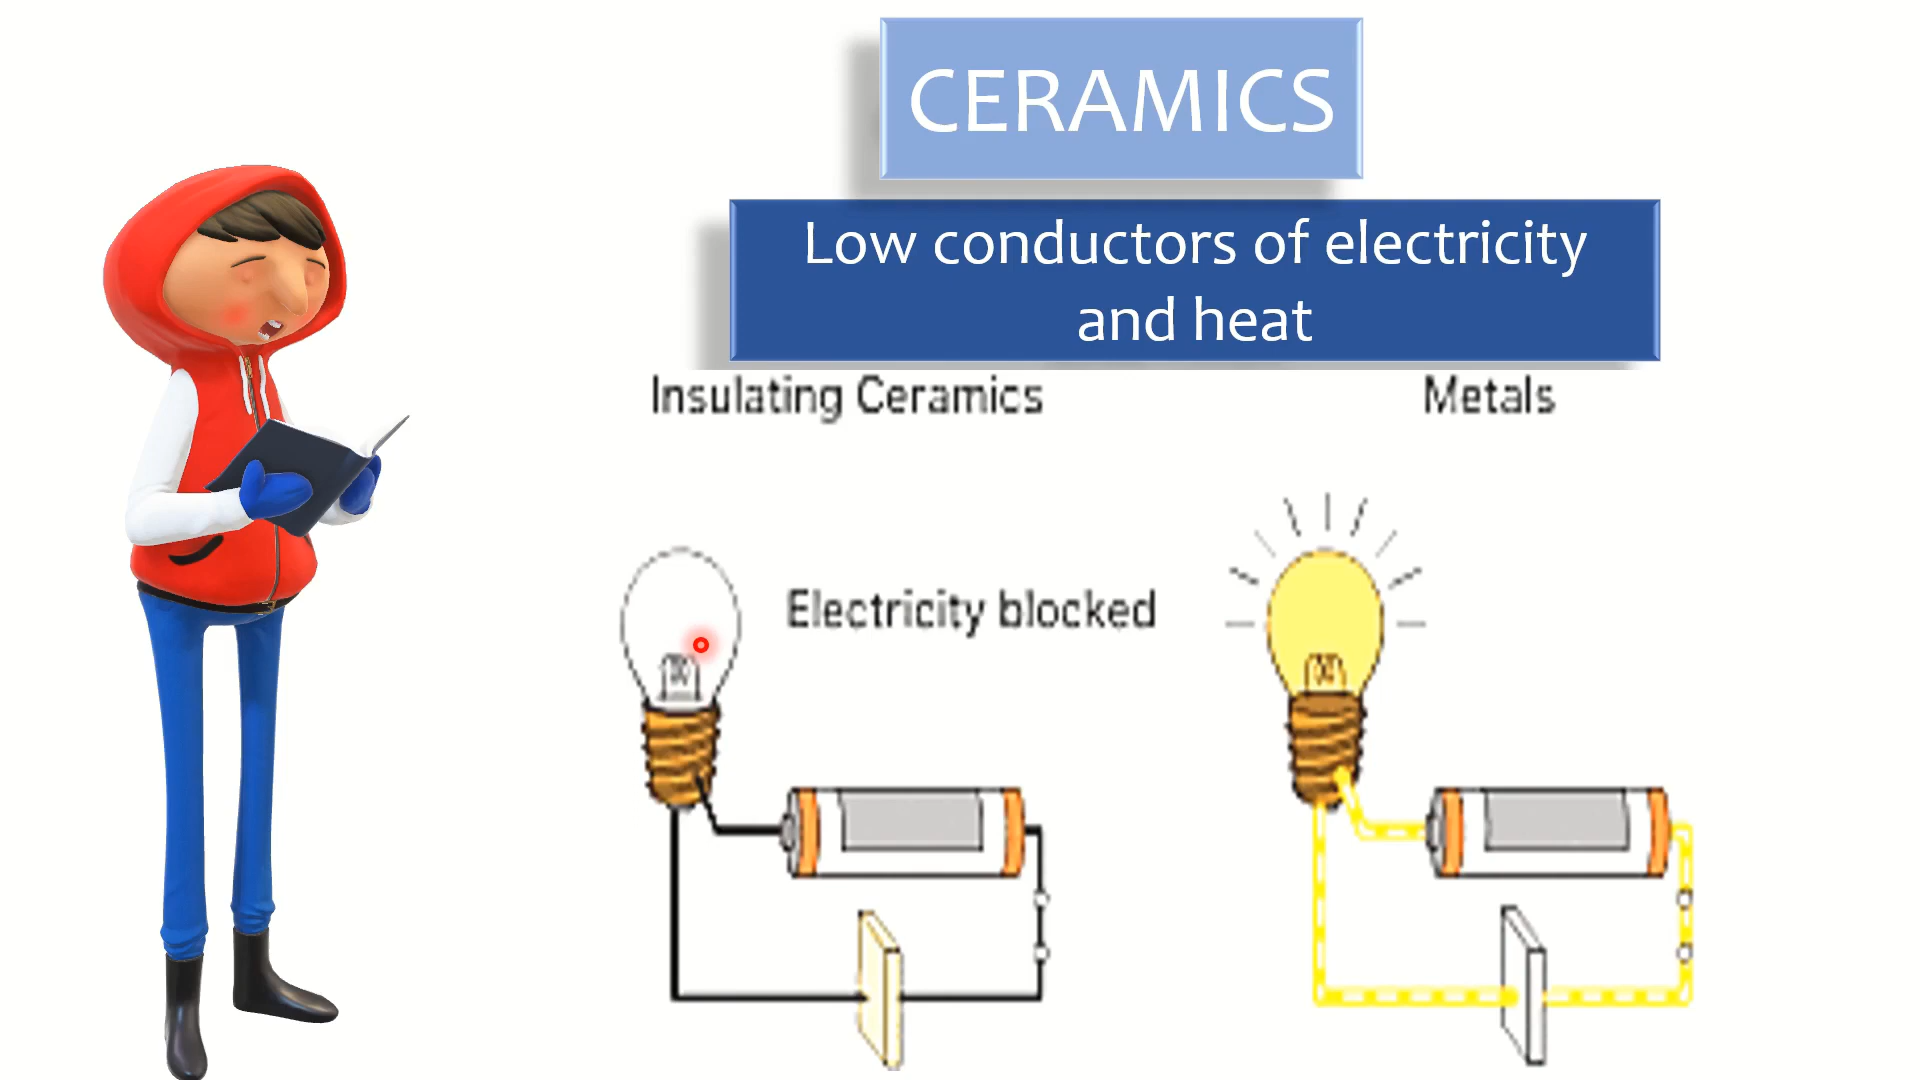 CERAMICS
Low conductors of electricity
and heat
Insulating Ceramics
Metals
Electricity blocked